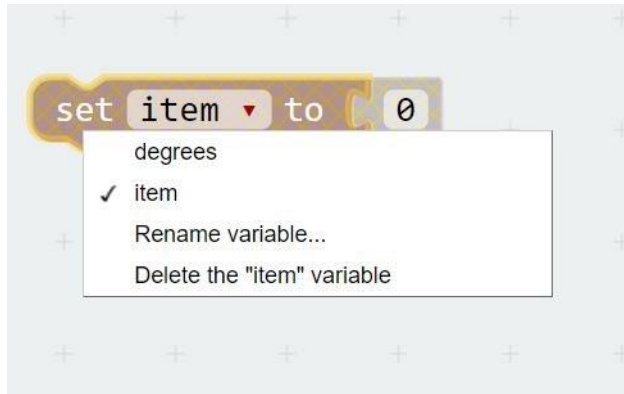 set item ▾ to 0
degrees
✓ item
Rename variable...
Delete the "item" variable